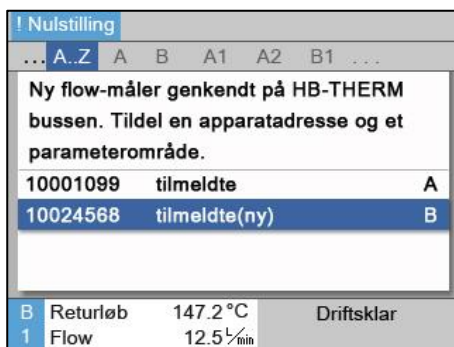 ! Nulstilling
... A..Z A B A1 A2 B1 ...
Ny flow-måler genkendt på HB-THERM
bussen. Tildel en apparatadresse og et
parameterområde.
10001099 tilmeldte A
10024568 tilmeldte(ny) B
B Returløb 147.2 °C Driftsklar
1 Flow 12.5 L/min